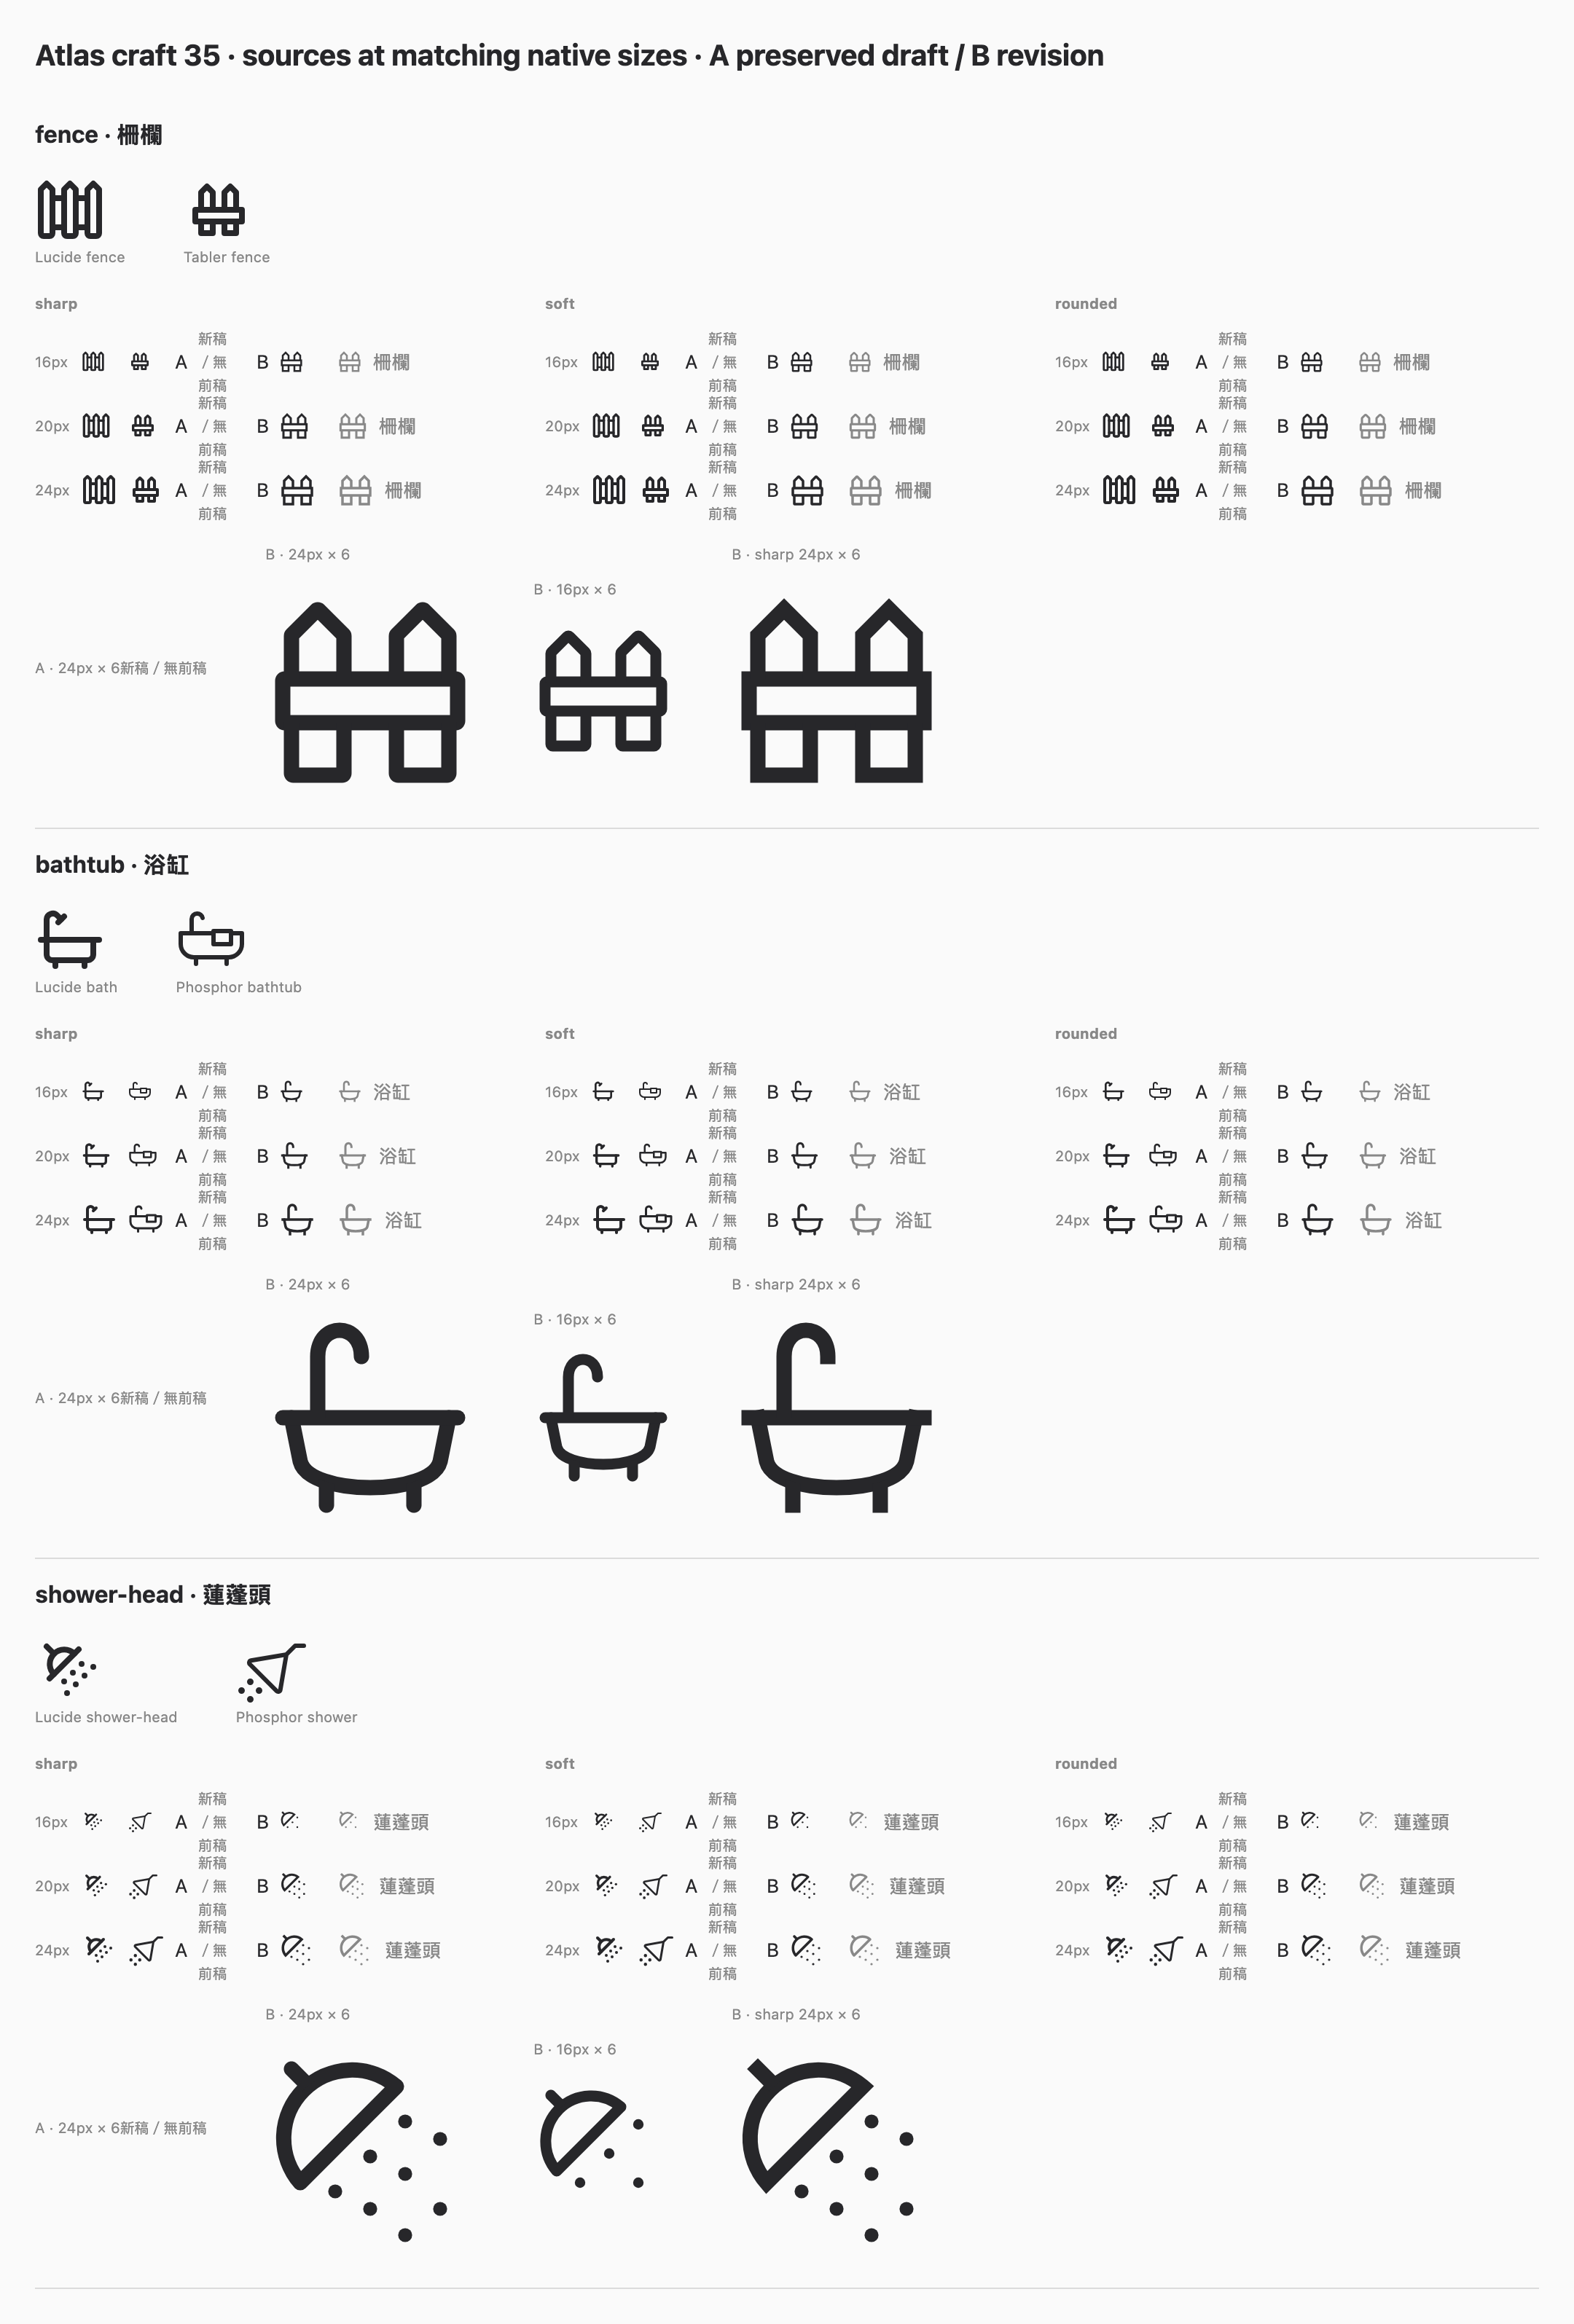 Atlas craft 35 · sources at matching native sizes · A preserved draft / B revision
fence · 柵欄
Lucide fence
Tabler fence
sharp
16px A 新稿 / 無前稿 B 柵欄
20px A 新稿 / 無前稿 B 柵欄
24px A 新稿 / 無前稿 B 柵欄
soft
16px A 新稿 / 無前稿 B 柵欄
20px A 新稿 / 無前稿 B 柵欄
24px A 新稿 / 無前稿 B 柵欄
rounded
16px A 新稿 / 無前稿 B 柵欄
20px A 新稿 / 無前稿 B 柵欄
24px A 新稿 / 無前稿 B 柵欄
A · 24px × 6新稿 / 無前稿
B · 24px × 6
B · 16px × 6
B · sharp 24px × 6
bathtub · 浴缸
Lucide bath
Phosphor bathtub
sharp
16px A 新稿 / 無前稿 B 浴缸
20px A 新稿 / 無前稿 B 浴缸
24px A 新稿 / 無前稿 B 浴缸
soft
16px A 新稿 / 無前稿 B 浴缸
20px A 新稿 / 無前稿 B 浴缸
24px A 新稿 / 無前稿 B 浴缸
rounded
16px A 新稿 / 無前稿 B 浴缸
20px A 新稿 / 無前稿 B 浴缸
24px A 新稿 / 無前稿 B 浴缸
A · 24px × 6新稿 / 無前稿
B · 24px × 6
B · 16px × 6
B · sharp 24px × 6
shower-head · 蓮蓬頭
Lucide shower-head
Phosphor shower
sharp
16px A 新稿 / 無前稿 B 蓮蓬頭
20px A 新稿 / 無前稿 B 蓮蓬頭
24px A 新稿 / 無前稿 B 蓮蓬頭
soft
16px A 新稿 / 無前稿 B 蓮蓬頭
20px A 新稿 / 無前稿 B 蓮蓬頭
24px A 新稿 / 無前稿 B 蓮蓬頭
rounded
16px A 新稿 / 無前稿 B 蓮蓬頭
20px A 新稿 / 無前稿 B 蓮蓬頭
24px A 新稿 / 無前稿 B 蓮蓬頭
A · 24px × 6新稿 / 無前稿
B · 24px × 6
B · 16px × 6
B · sharp 24px × 6